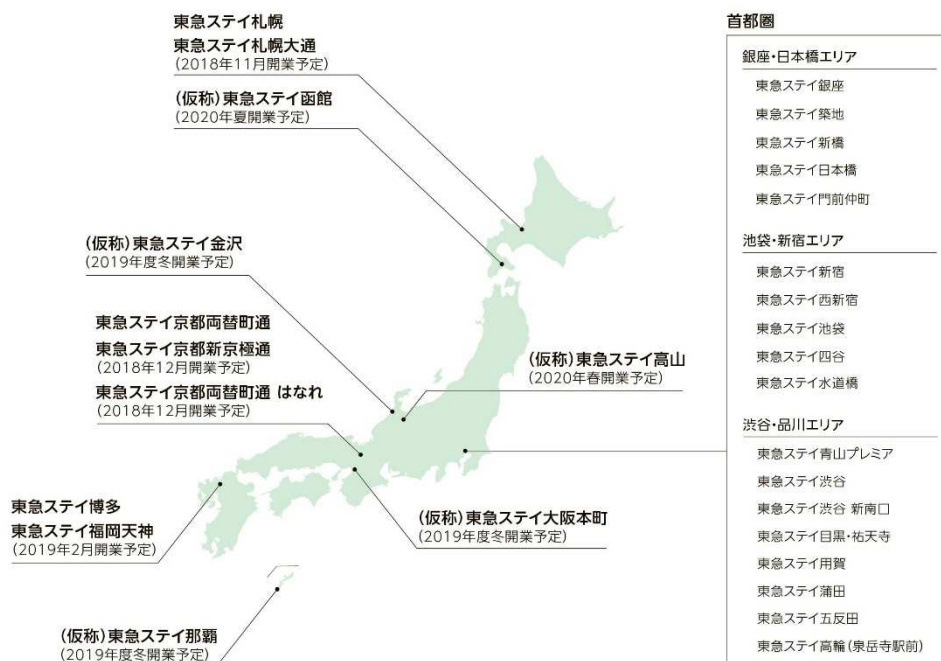 東急ステイ札幌
東急ステイ札幌大通
(2018年11月開業予定)
(仮称)東急ステイ函館
(2020年夏開業予定)
(仮称)東急ステイ金沢
(2019年度冬開業予定)
東急ステイ京都両替町通
東急ステイ京都新京極通
(2018年12月開業予定)
東急ステイ京都両替町通 はなれ
(2018年12月開業予定)
(仮称)東急ステイ高山
(2020年春開業予定)
東急ステイ博多
東急ステイ福岡天神
(2019年2月開業予定)
(仮称)東急ステイ大阪本町
(2019年度冬開業予定)
(仮称)東急ステイ那覇
(2019年度冬開業予定)
首都圏
銀座・日本橋エリア
東急ステイ銀座
東急ステイ築地
東急ステイ新橋
東急ステイ日本橋
東急ステイ門前仲町
池袋・新宿エリア
東急ステイ新宿
東急ステイ西新宿
東急ステイ池袋
東急ステイ四谷
東急ステイ水道橋
渋谷・品川エリア
東急ステイ青山プレミア
東急ステイ渋谷
東急ステイ渋谷 新南口
東急ステイ目黒・祐天寺
東急ステイ用賀
東急ステイ蒲田
東急ステイ五反田
東急ステイ高輪(泉岳寺駅前)